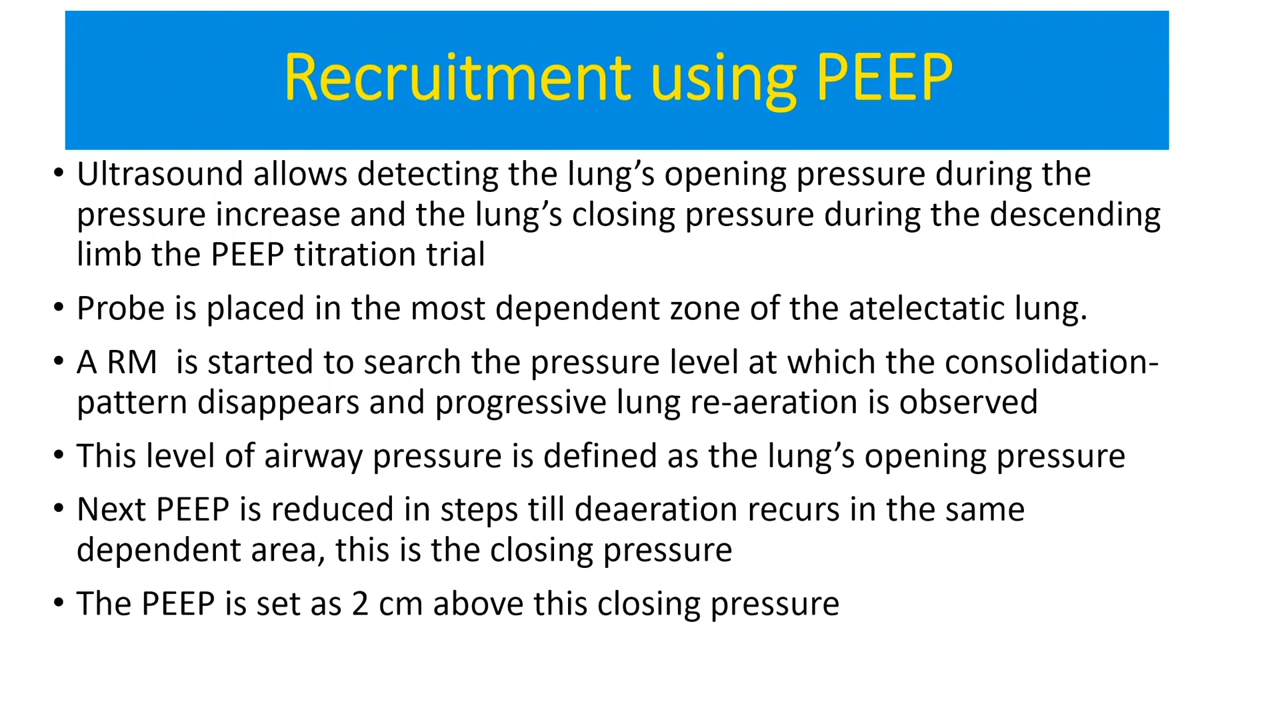 Recruitment using PEEP
• Ultrasound allows detecting the lung’s opening pressure during the
pressure increase and the lung’s closing pressure during the descending
limb the PEEP titration trial
• Probe is placed in the most dependent zone of the atelectatic lung.
• A RM  is started to search the pressure level at which the consolidation-
pattern disappears and progressive lung re-aeration is observed
• This level of airway pressure is defined as the lung’s opening pressure
• Next PEEP is reduced in steps till deaeration recurs in the same
dependent area, this is the closing pressure
• The PEEP is set as 2 cm above this closing pressure